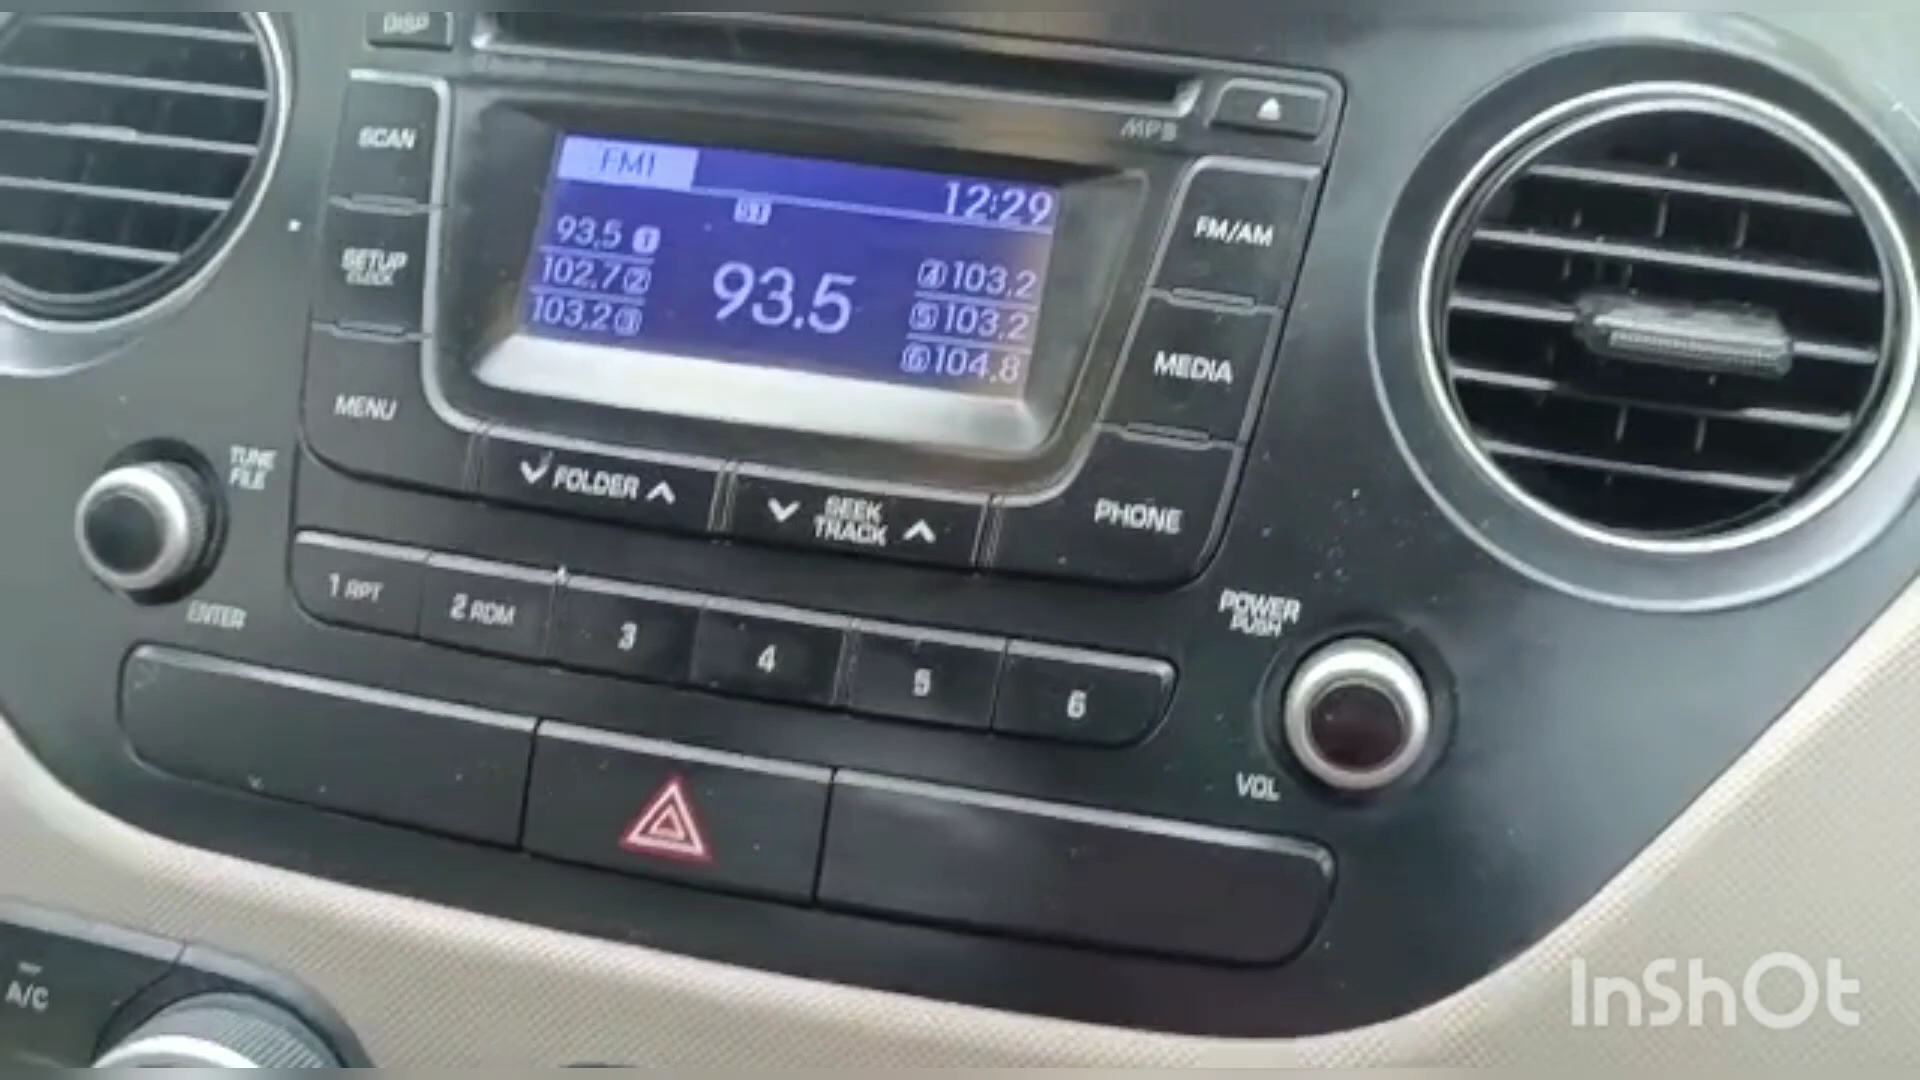 DISP
MP3
SCAN
FM1
12:29
FM/AM
93.5 1
102.7 2
103.2 3
93.5
4 103.2
5 103.2
6 104.8
SETUP
CLOCK
MEDIA
MENU
TUNE
FILE
FOLDER
SEEK
TRACK
PHONE
ENTER
1 RPT
2 RDM
3
4
5
6
POWER
PUSH
VOL
A/C
InShOt